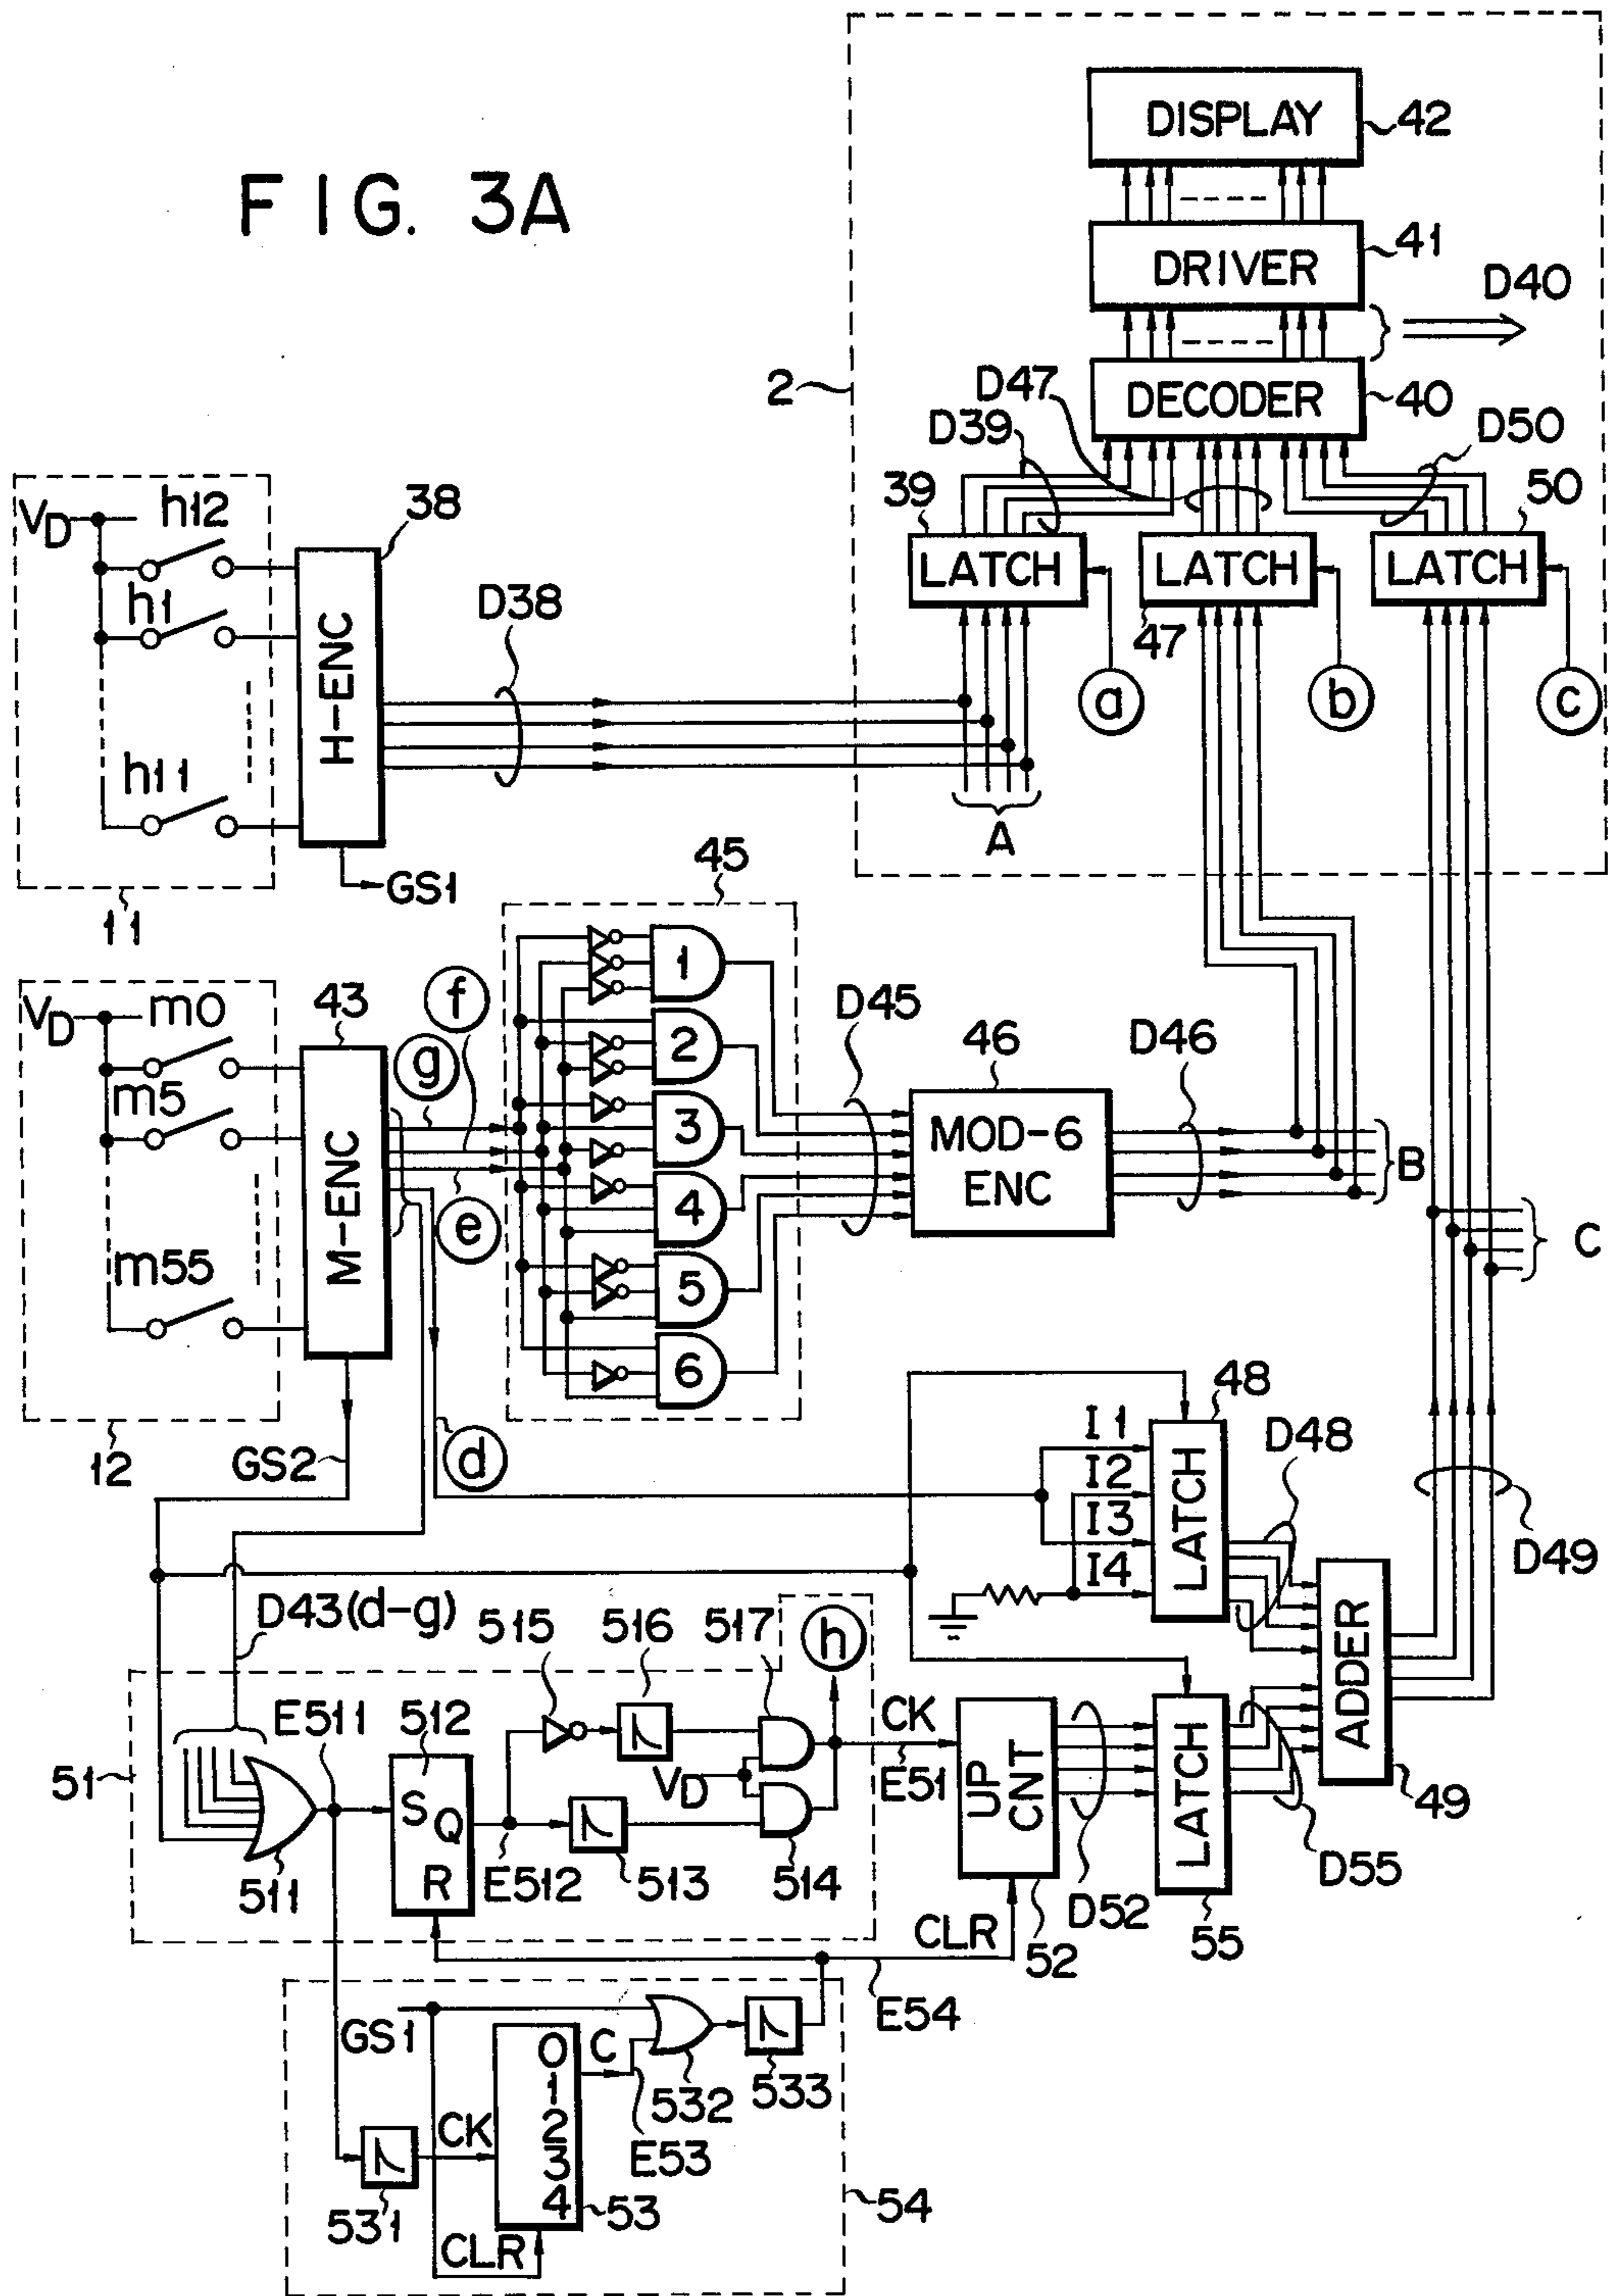 FIG. 3A
DISPLAY
42
DRIVER
41
D40
DECODER
40
2
D47
D39
D50
39
LATCH
LATCH
47
50
LATCH
a
b
c
A
VD
h12
h1
h11
11
38
H-ENC
D38
GS1
45
VD
m0
m5
m55
12
43
M-ENC
GS2
f
g
e
d
1
2
3
4
5
6
D45
46
MOD-6
ENC
D46
B
C
48
I1
I2
I3
I4
LATCH
D48
D49
D43(d-g)
515
516
517
h
51
E511
512
S
Q
R
511
E512
513
514
VD
CK
E51
UP
CNT
52
CLR
D52
LATCH
55
D55
ADDER
49
E54
GS1
0
1
2
3
4
C
532
533
E53
CK
531
53
CLR
54